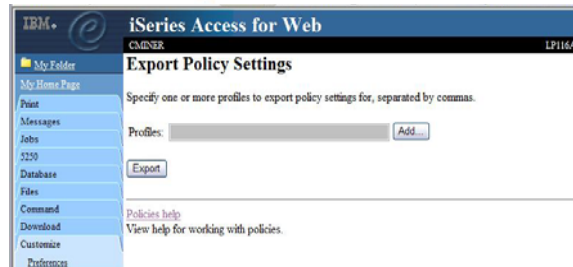 IBM
iSeries Access for Web
CMINER
LP116A
My Folder
My Home Page
Print
Messages
Jobs
5250
Database
Files
Command
Download
Customize
Preferences
Export Policy Settings
Specify one or more profiles to export policy settings for, separated by commas.
Profiles:
Add...
Export
Policies help
View help for working with policies.